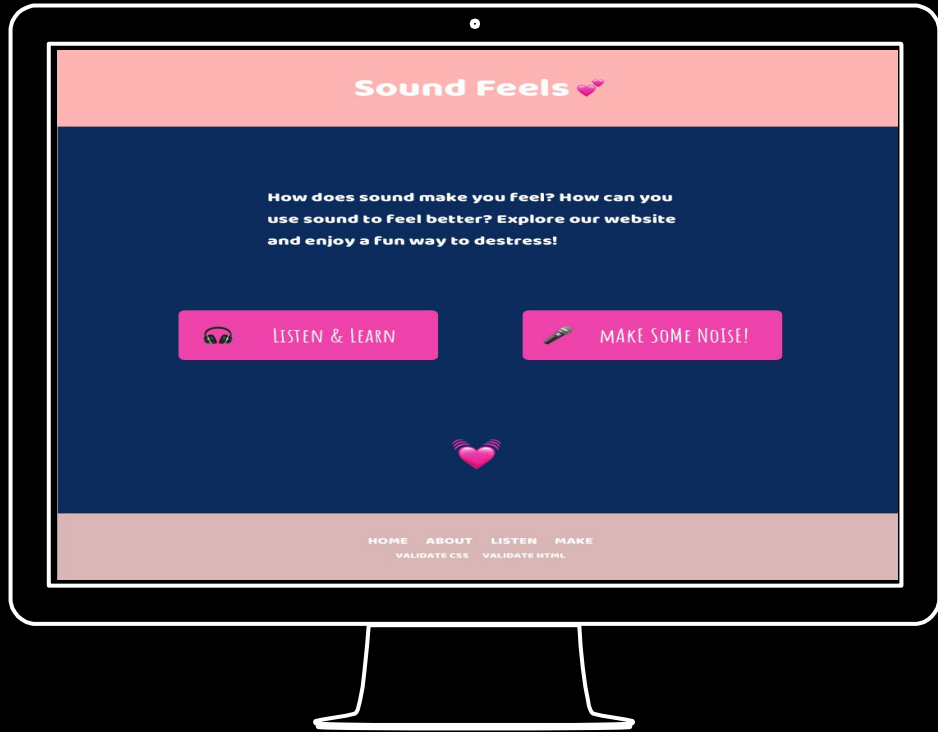 Sound Feels 💕
How does sound make you feel? How can you
use sound to feel better? Explore our website
and enjoy a fun way to destress!
LISTEN & LEARN
mAKE SoMe NoISE!
HOME ABOUT LISTEN MAKE
VALIDATE CSS VALIDATE HTML